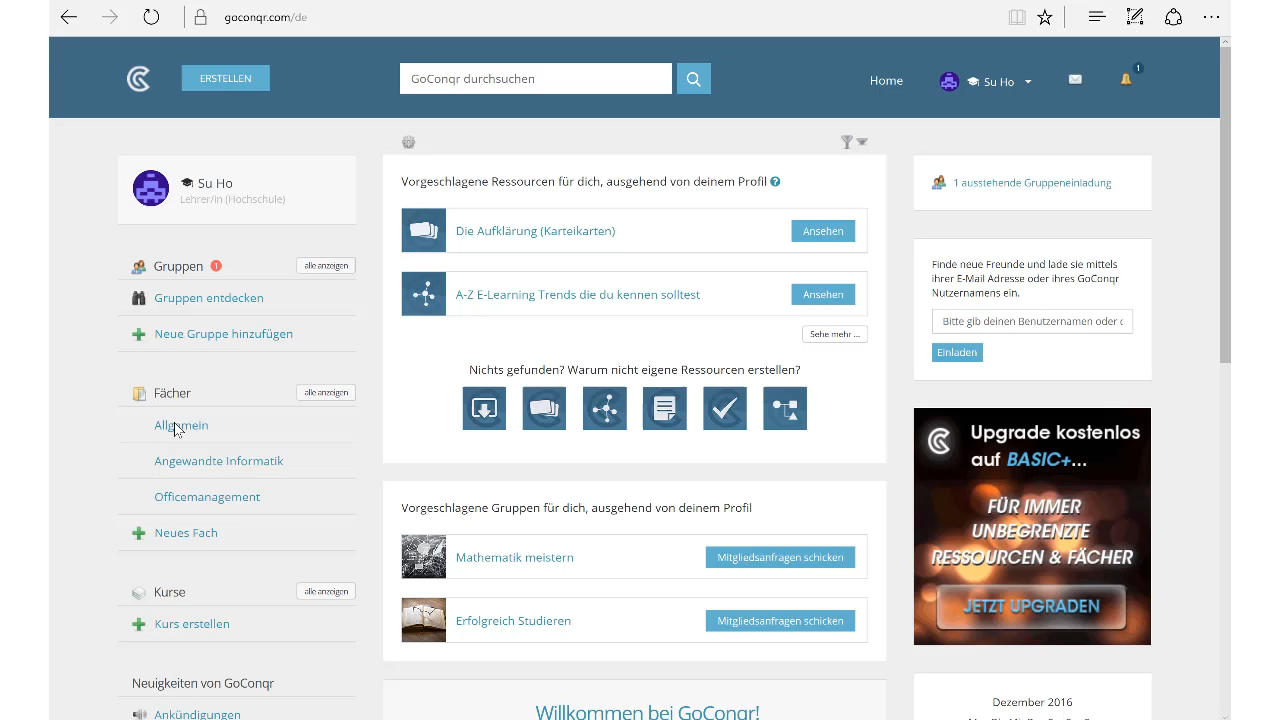 goconqr.com/de
ERSTELLEN
GoConqr durchsuchen
Home
Su Ho
1
Su Ho
Lehrer/in (Hochschule)
Gruppen 1
alle anzeigen
Gruppen entdecken
Neue Gruppe hinzufügen
Fächer
alle anzeigen
Allgemein
Angewandte Informatik
Officemanagement
Neues Fach
Kurse
alle anzeigen
Kurs erstellen
Neuigkeiten von GoConqr
Ankündigungen
Vorgeschlagene Ressourcen für dich, ausgehend von deinem Profil ?
Die Aufklärung (Karteikarten)
Ansehen
A-Z E-Learning Trends die du kennen solltest
Ansehen
Sehe mehr ...
Nichts gefunden? Warum nicht eigene Ressourcen erstellen?
Vorgeschlagene Gruppen für dich, ausgehend von deinem Profil
Mathematik meistern
Mitgliedsanfragen schicken
Erfolgreich Studieren
Mitgliedsanfragen schicken
Willkommen bei GoConqr!
1 ausstehende Gruppeneinladung
Finde neue Freunde und lade sie mittels
ihrer E-Mail Adresse oder ihres GoConqr
Nutzernamens ein.
Bitte gib deinen Benutzernamen oder
Einladen
Upgrade kostenlos
auf BASIC+...
FÜR IMMER
UNBEGRENZTE
RESSOURCEN & FÄCHER
JETZT UPGRADEN
Dezember 2016